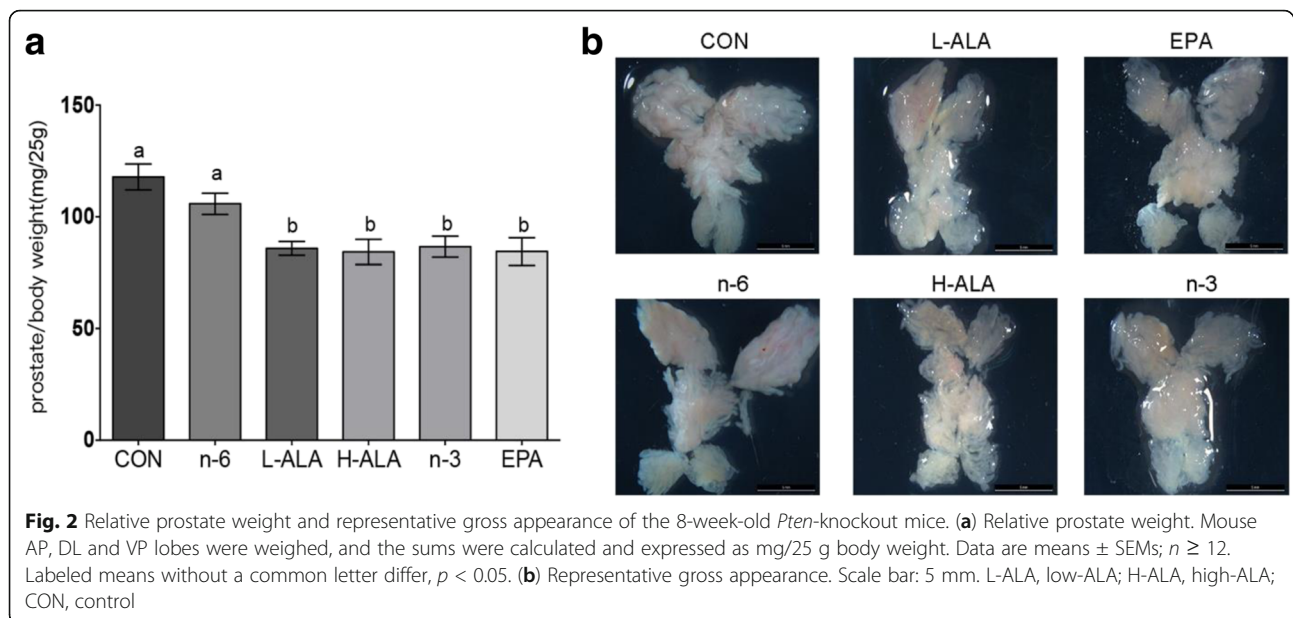 a
prostate/body weight(mg/25g)
150
100
50
0
a
a
b
b
b
b
CON n-6 L-ALA H-ALA n-3 EPA
b
CON L-ALA EPA
n-6 H-ALA n-3
Fig. 2 Relative prostate weight and representative gross appearance of the 8-week-old Pten-knockout mice. (a) Relative prostate weight. Mouse
AP, DL and VP lobes were weighed, and the sums were calculated and expressed as mg/25 g body weight. Data are means ± SEMs; n ≥ 12.
Labeled means without a common letter differ, p < 0.05. (b) Representative gross appearance. Scale bar: 5 mm. L-ALA, low-ALA; H-ALA, high-ALA;
CON, control